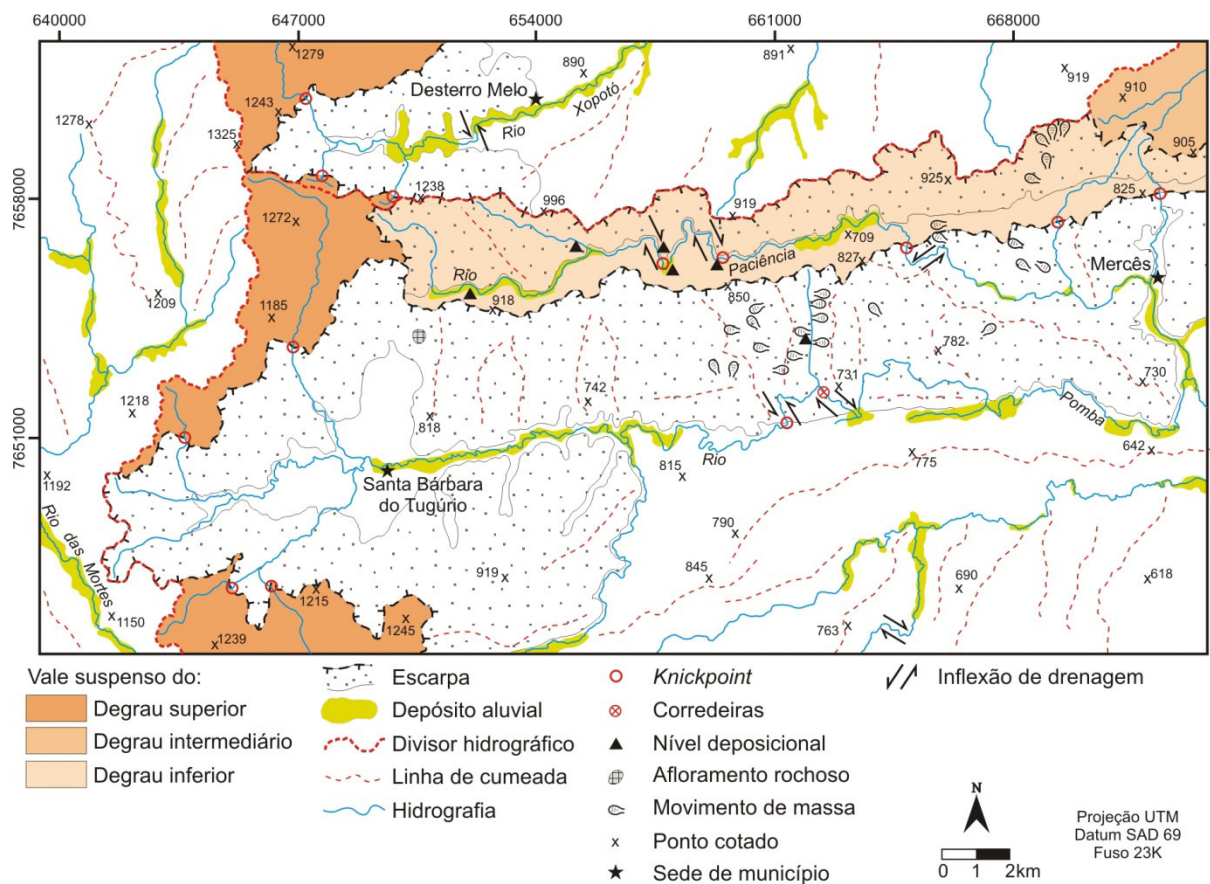 640000 647000 654000 661000 668000
7658000
7651000
1279
890
891
919
910
Desterro Melo
Xopotó
Rio
1243
1278
1325
905
925
825
1238
996
919
1272
709
Paciência
827
Mercês
Rio
1209
918
850
1185
782
731
730
742
1218
818
Pomba
642
Rio
815
775
1192
Santa Bárbara
do Tugúrio
Rio das Mortes
790
919
845
690
618
1150
1215
1245
763
1239
Vale suspenso do:
Degrau superior
Degrau intermediário
Degrau inferior
Escarpa
Depósito aluvial
Divisor hidrográfico
Linha de cumeada
Hidrografia
Knickpoint
Corredeiras
Nível deposicional
Afloramento rochoso
Movimento de massa
Ponto cotado
Sede de município
Inflexão de drenagem
N
0 1 2km
Projeção UTM
Datum SAD 69
Fuso 23K